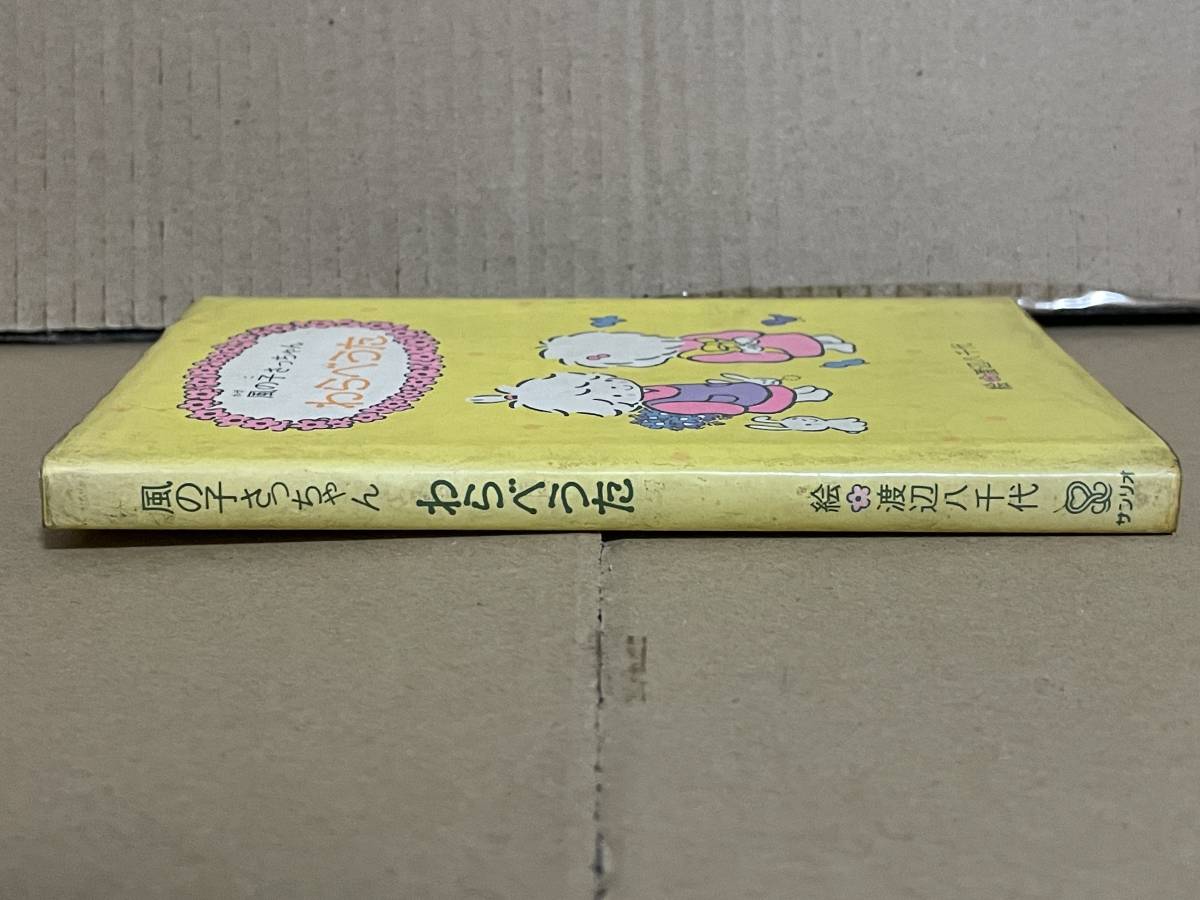 風の子さっちゃん
わらべうた
風の子さっちゃん わらべうた 絵 渡辺八千代 サンリオ